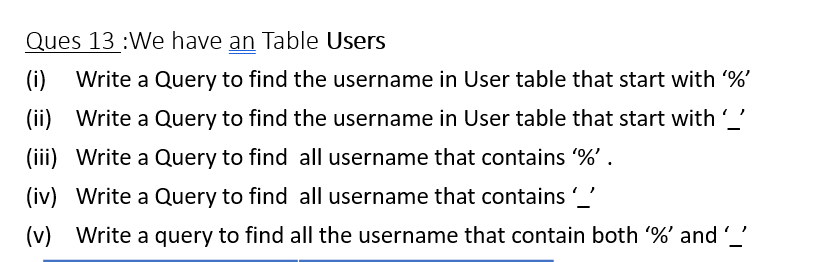 Ques 13 :We have an Table Users
(i) Write a Query to find the username in User table that start with ‘%’
(ii) Write a Query to find the username in User table that start with ‘_’
(iii) Write a Query to find all username that contains ‘%’ .
(iv) Write a Query to find all username that contains ‘_’
(v) Write a query to find all the username that contain both ‘%’ and ‘_’